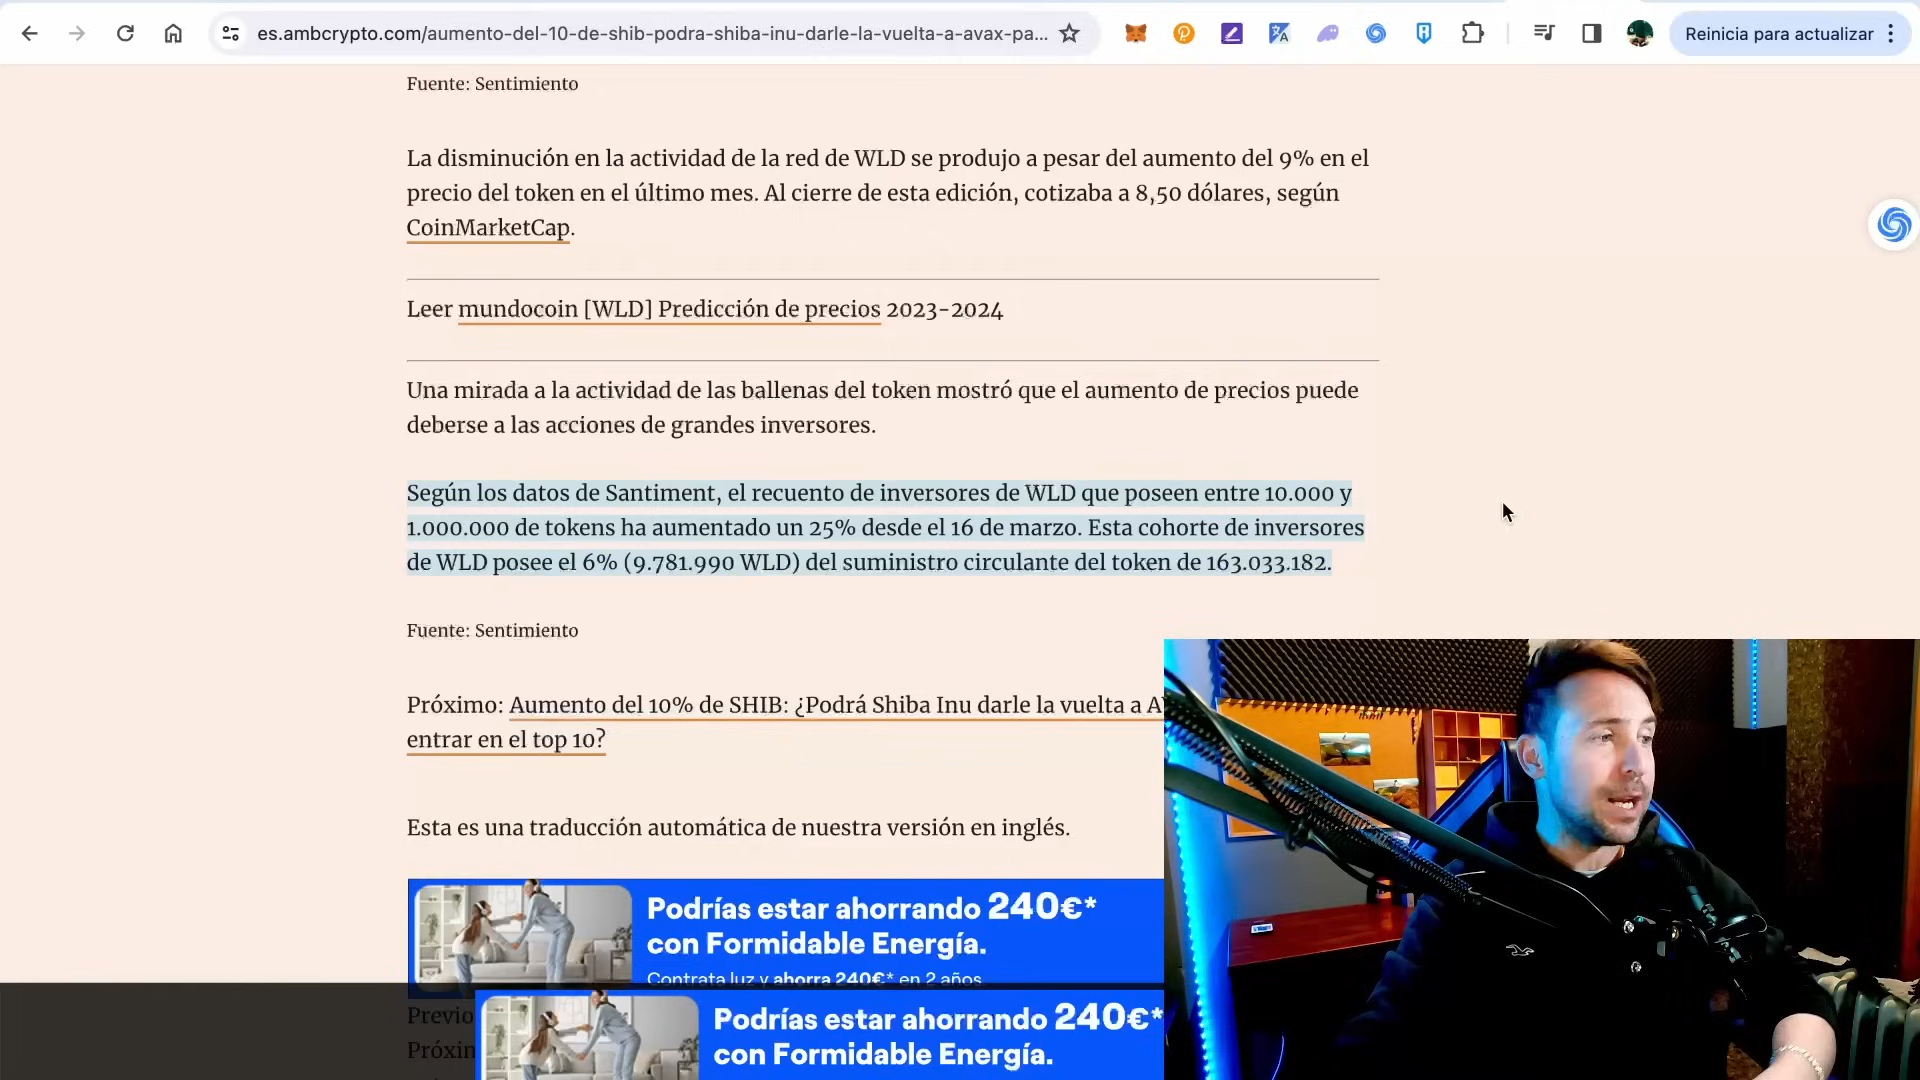 es.ambcrypto.com/aumento-del-10-de-shib-podra-shiba-inu-darle-la-vuelta-a-avax-pa...
Reinicia para actualizar
Fuente: Sentimiento
La disminución en la actividad de la red de WLD se produjo a pesar del aumento del 9% en el
precio del token en el último mes. Al cierre de esta edición, cotizaba a 8,50 dólares, según
CoinMarketCap.
Leer mundocoin [WLD] Predicción de precios 2023-2024
Una mirada a la actividad de las ballenas del token mostró que el aumento de precios puede
deberse a las acciones de grandes inversores.
Según los datos de Santiment, el recuento de inversores de WLD que poseen entre 10.000 y
1.000.000 de tokens ha aumentado un 25% desde el 16 de marzo. Esta cohorte de inversores
de WLD posee el 6% (9.781.990 WLD) del suministro circulante del token de 163.033.182.
Fuente: Sentimiento
Próximo: Aumento del 10% de SHIB: ¿Podrá Shiba Inu darle la vuelta a
entrar en el top 10?
Esta es una traducción automática de nuestra versión en inglés.
Podrías estar ahorrando 240€*
con Formidable Energía.
Contrata luz y ahorra 240€* en 2 años.
Previo
Próxin
Podrías estar ahorrando 240€*
con Formidable Energía.